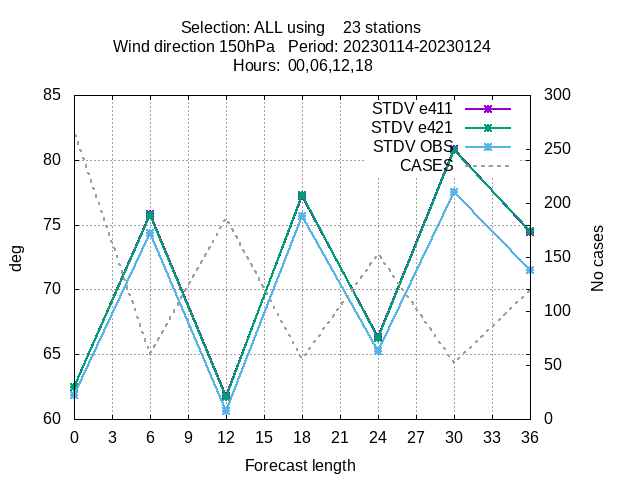 Selection: ALL using    23 stations
Wind direction 150hPa   Period: 20230114-20230124
Hours:  00,06,12,18
85 300
STDV e411
STDV e421
STDV OBS
CASES
80 250
75 200
deg
No cases
70 150
100
65 50
60 0
0 3 6 9 12 15 18 21 24 27 30 33 36
Forecast length